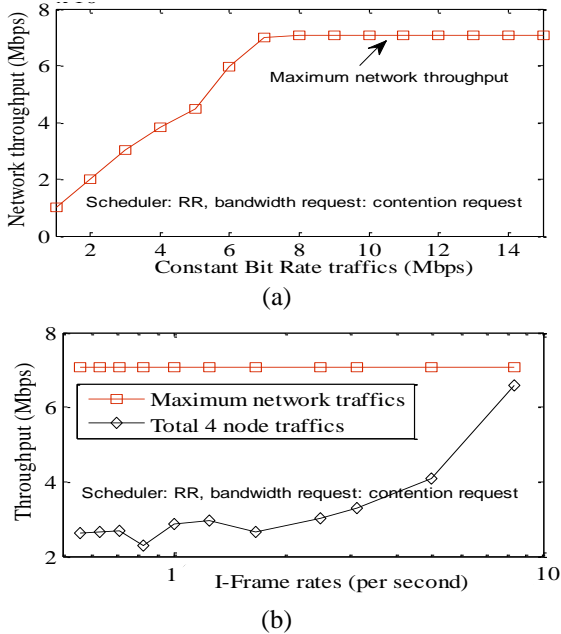 8
6
4
2
0
Network throughput (Mbps)
Maximum network throughput
Scheduler: RR, bandwidth request: contention request
2 4 6 8 10 12 14
Constant Bit Rate traffics (Mbps)
(a)
8
6
4
2
Throughput (Mbps)
Maximum network traffics
Total 4 node traffics
Scheduler: RR, bandwidth request: contention request
1 10
I-Frame rates (per second)
(b)